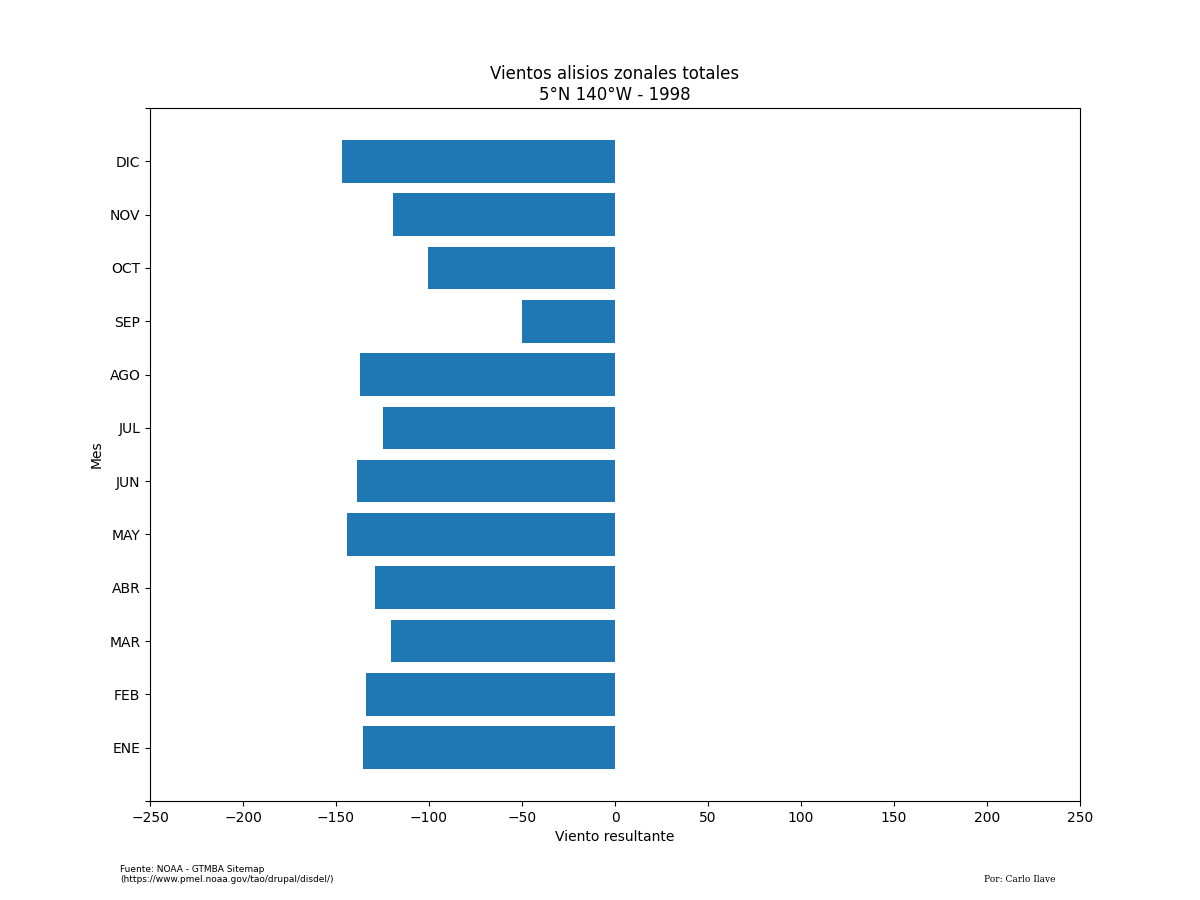 Vientos alisios zonales totales
5°N 140°W - 1998
DIC
NOV
OCT
SEP
AGO
JUL
JUN
MAY
ABR
MAR
FEB
ENE
Mes
−250 −200 −150 −100 −50 0 50 100 150 200 250
Viento resultante
Fuente: NOAA - GTMBA Sitemap
(https://www.pmel.noaa.gov/tao/drupal/disdel/)
Por: Carlo Ilave